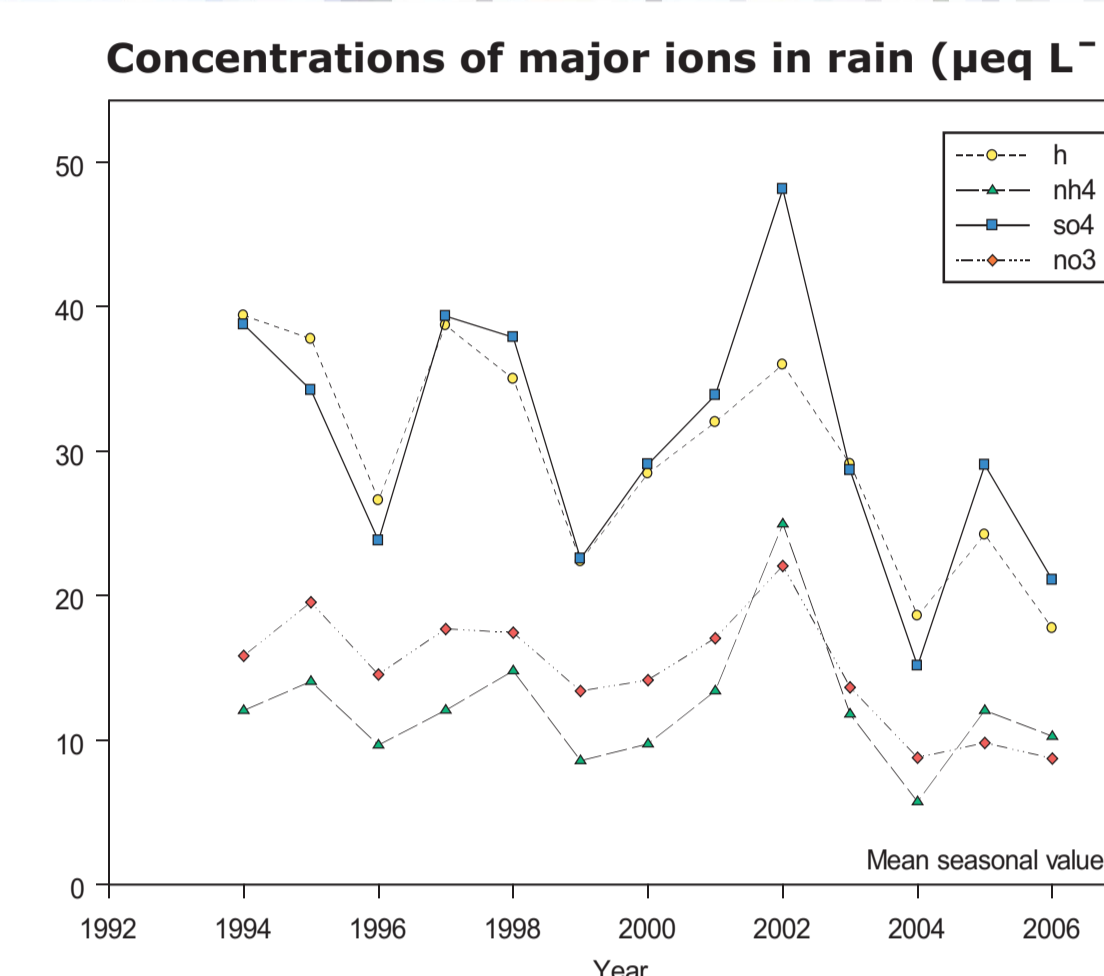 Concentrations of major ions in rain (µeq L⁻
50
40
30
20
10
0
h
nh4
so4
no3
Mean seasonal value
1992 1994 1996 1998 2000 2002 2004 2006
Year